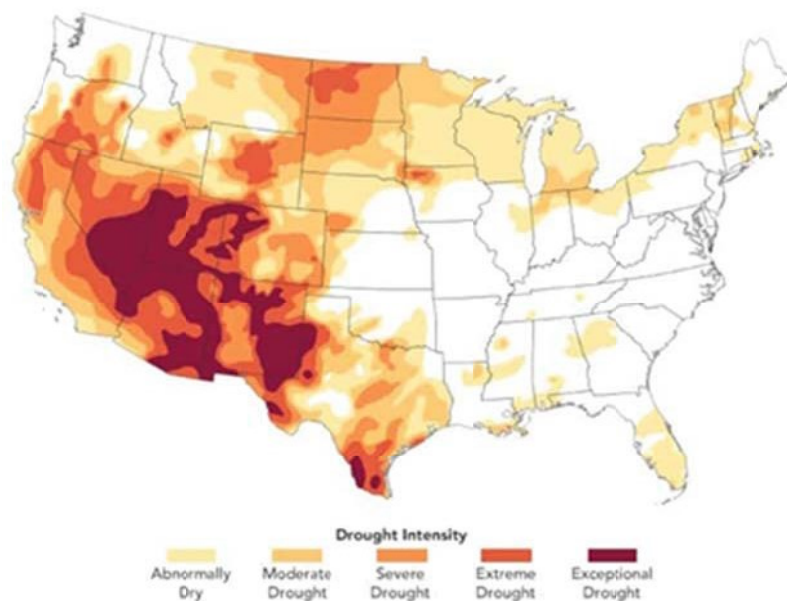 Drought Intensity
Abnormally Dry
Moderate Drought
Severe Drought
Extreme Drought
Exceptional Drought